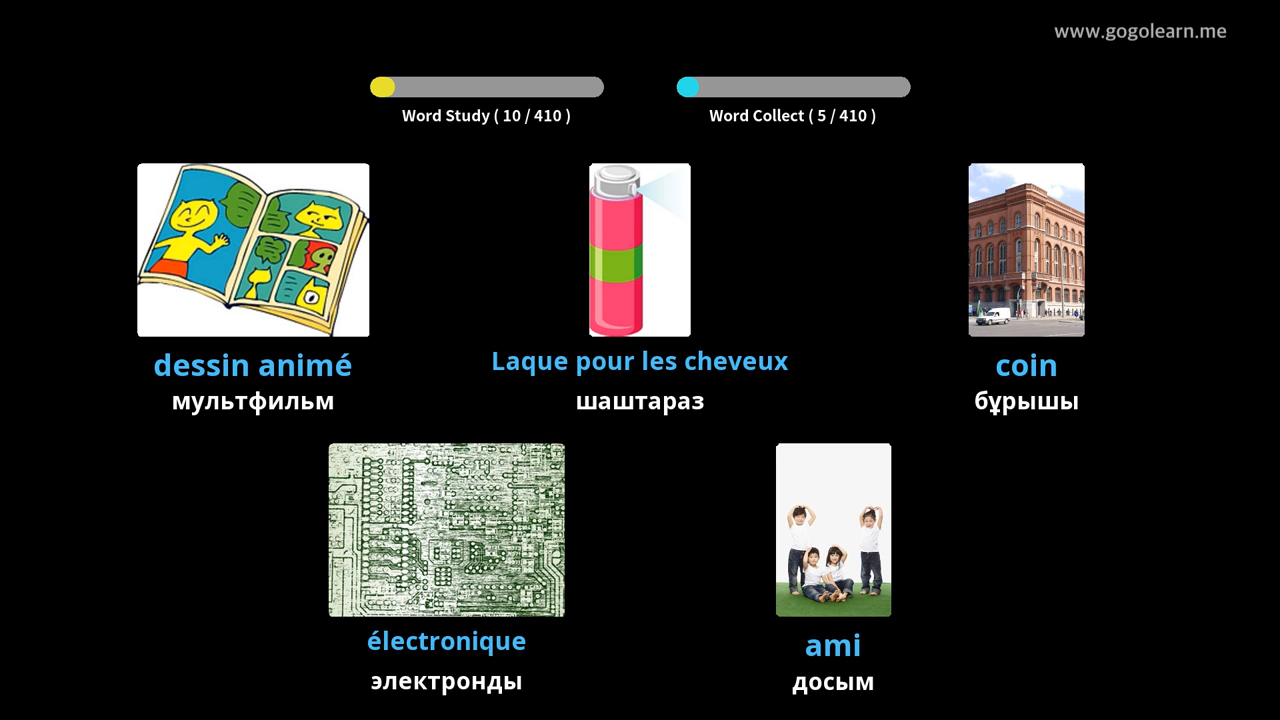 www.gogolearn.me
Word Study ( 10 / 410 )
Word Collect ( 5 / 410 )
dessin animé
мультфильм
Laque pour les cheveux
шаштараз
coin
бұрышы
électronique
электронды
ami
досым